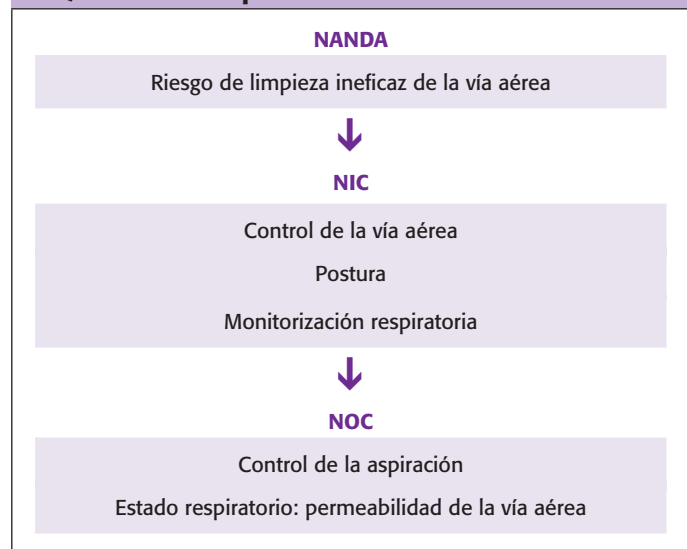 NANDA
Riesgo de limpieza ineficaz de la vía aérea
NIC
Control de la vía aérea
Postura
Monitorización respiratoria
NOC
Control de la aspiración
Estado respiratorio: permeabilidad de la vía aérea